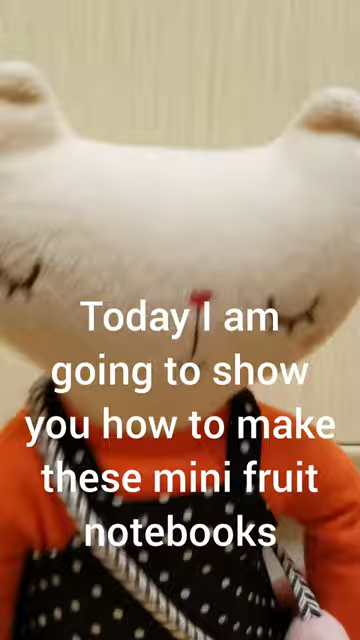 Today I am
going to show
you how to make
these mini fruit
notebooks